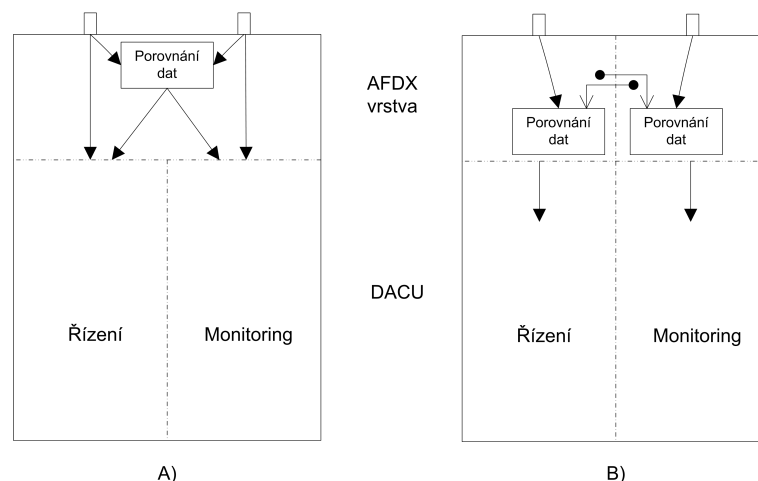 Porovnání
dat
AFDX
vrstva
Porovnání
dat
Porovnání
dat
DACU
Řízení
Monitoring
Řízení
Monitoring
A)
B)